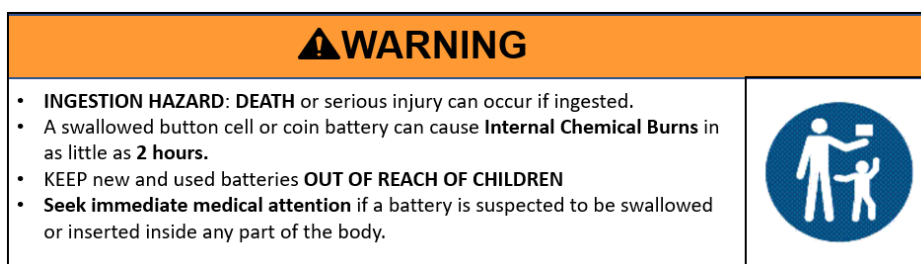 ⚠WARNING
• INGESTION HAZARD: DEATH or serious injury can occur if ingested.
• A swallowed button cell or coin battery can cause Internal Chemical Burns in
as little as 2 hours.
• KEEP new and used batteries OUT OF REACH OF CHILDREN
• Seek immediate medical attention if a battery is suspected to be swallowed
or inserted inside any part of the body.